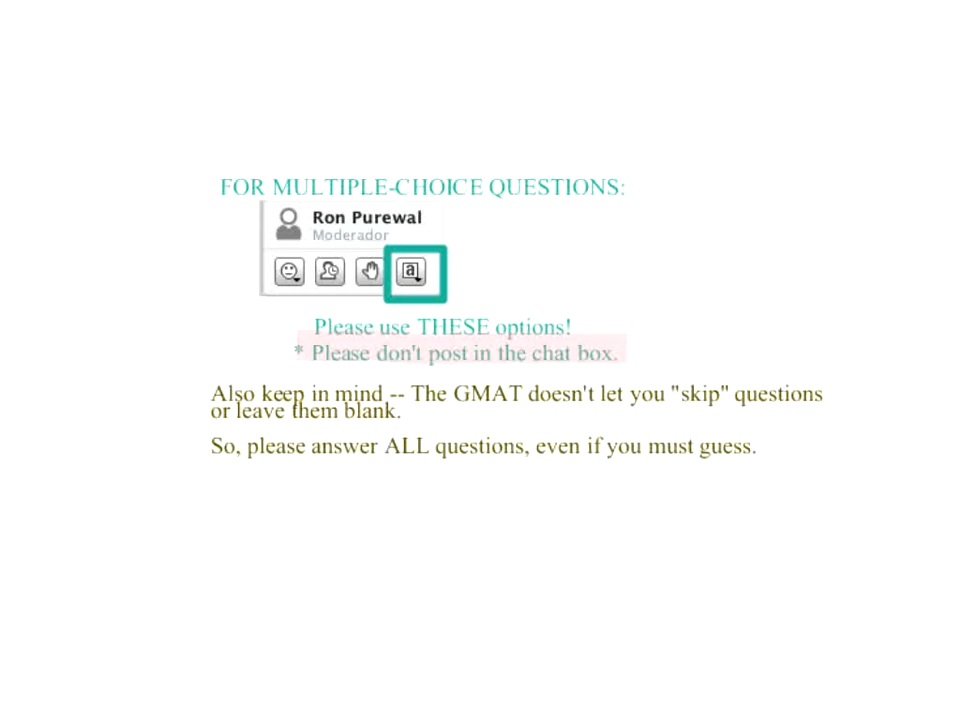 FOR MULTIPLE-CHOICE QUESTIONS:
Ron Purewal
Moderador
a
Please use THESE options!
* Please don't post in the chat box.
Also keep in mind -- The GMAT doesn't let you "skip" questions
or leave them blank.
So, please answer ALL questions, even if you must guess.